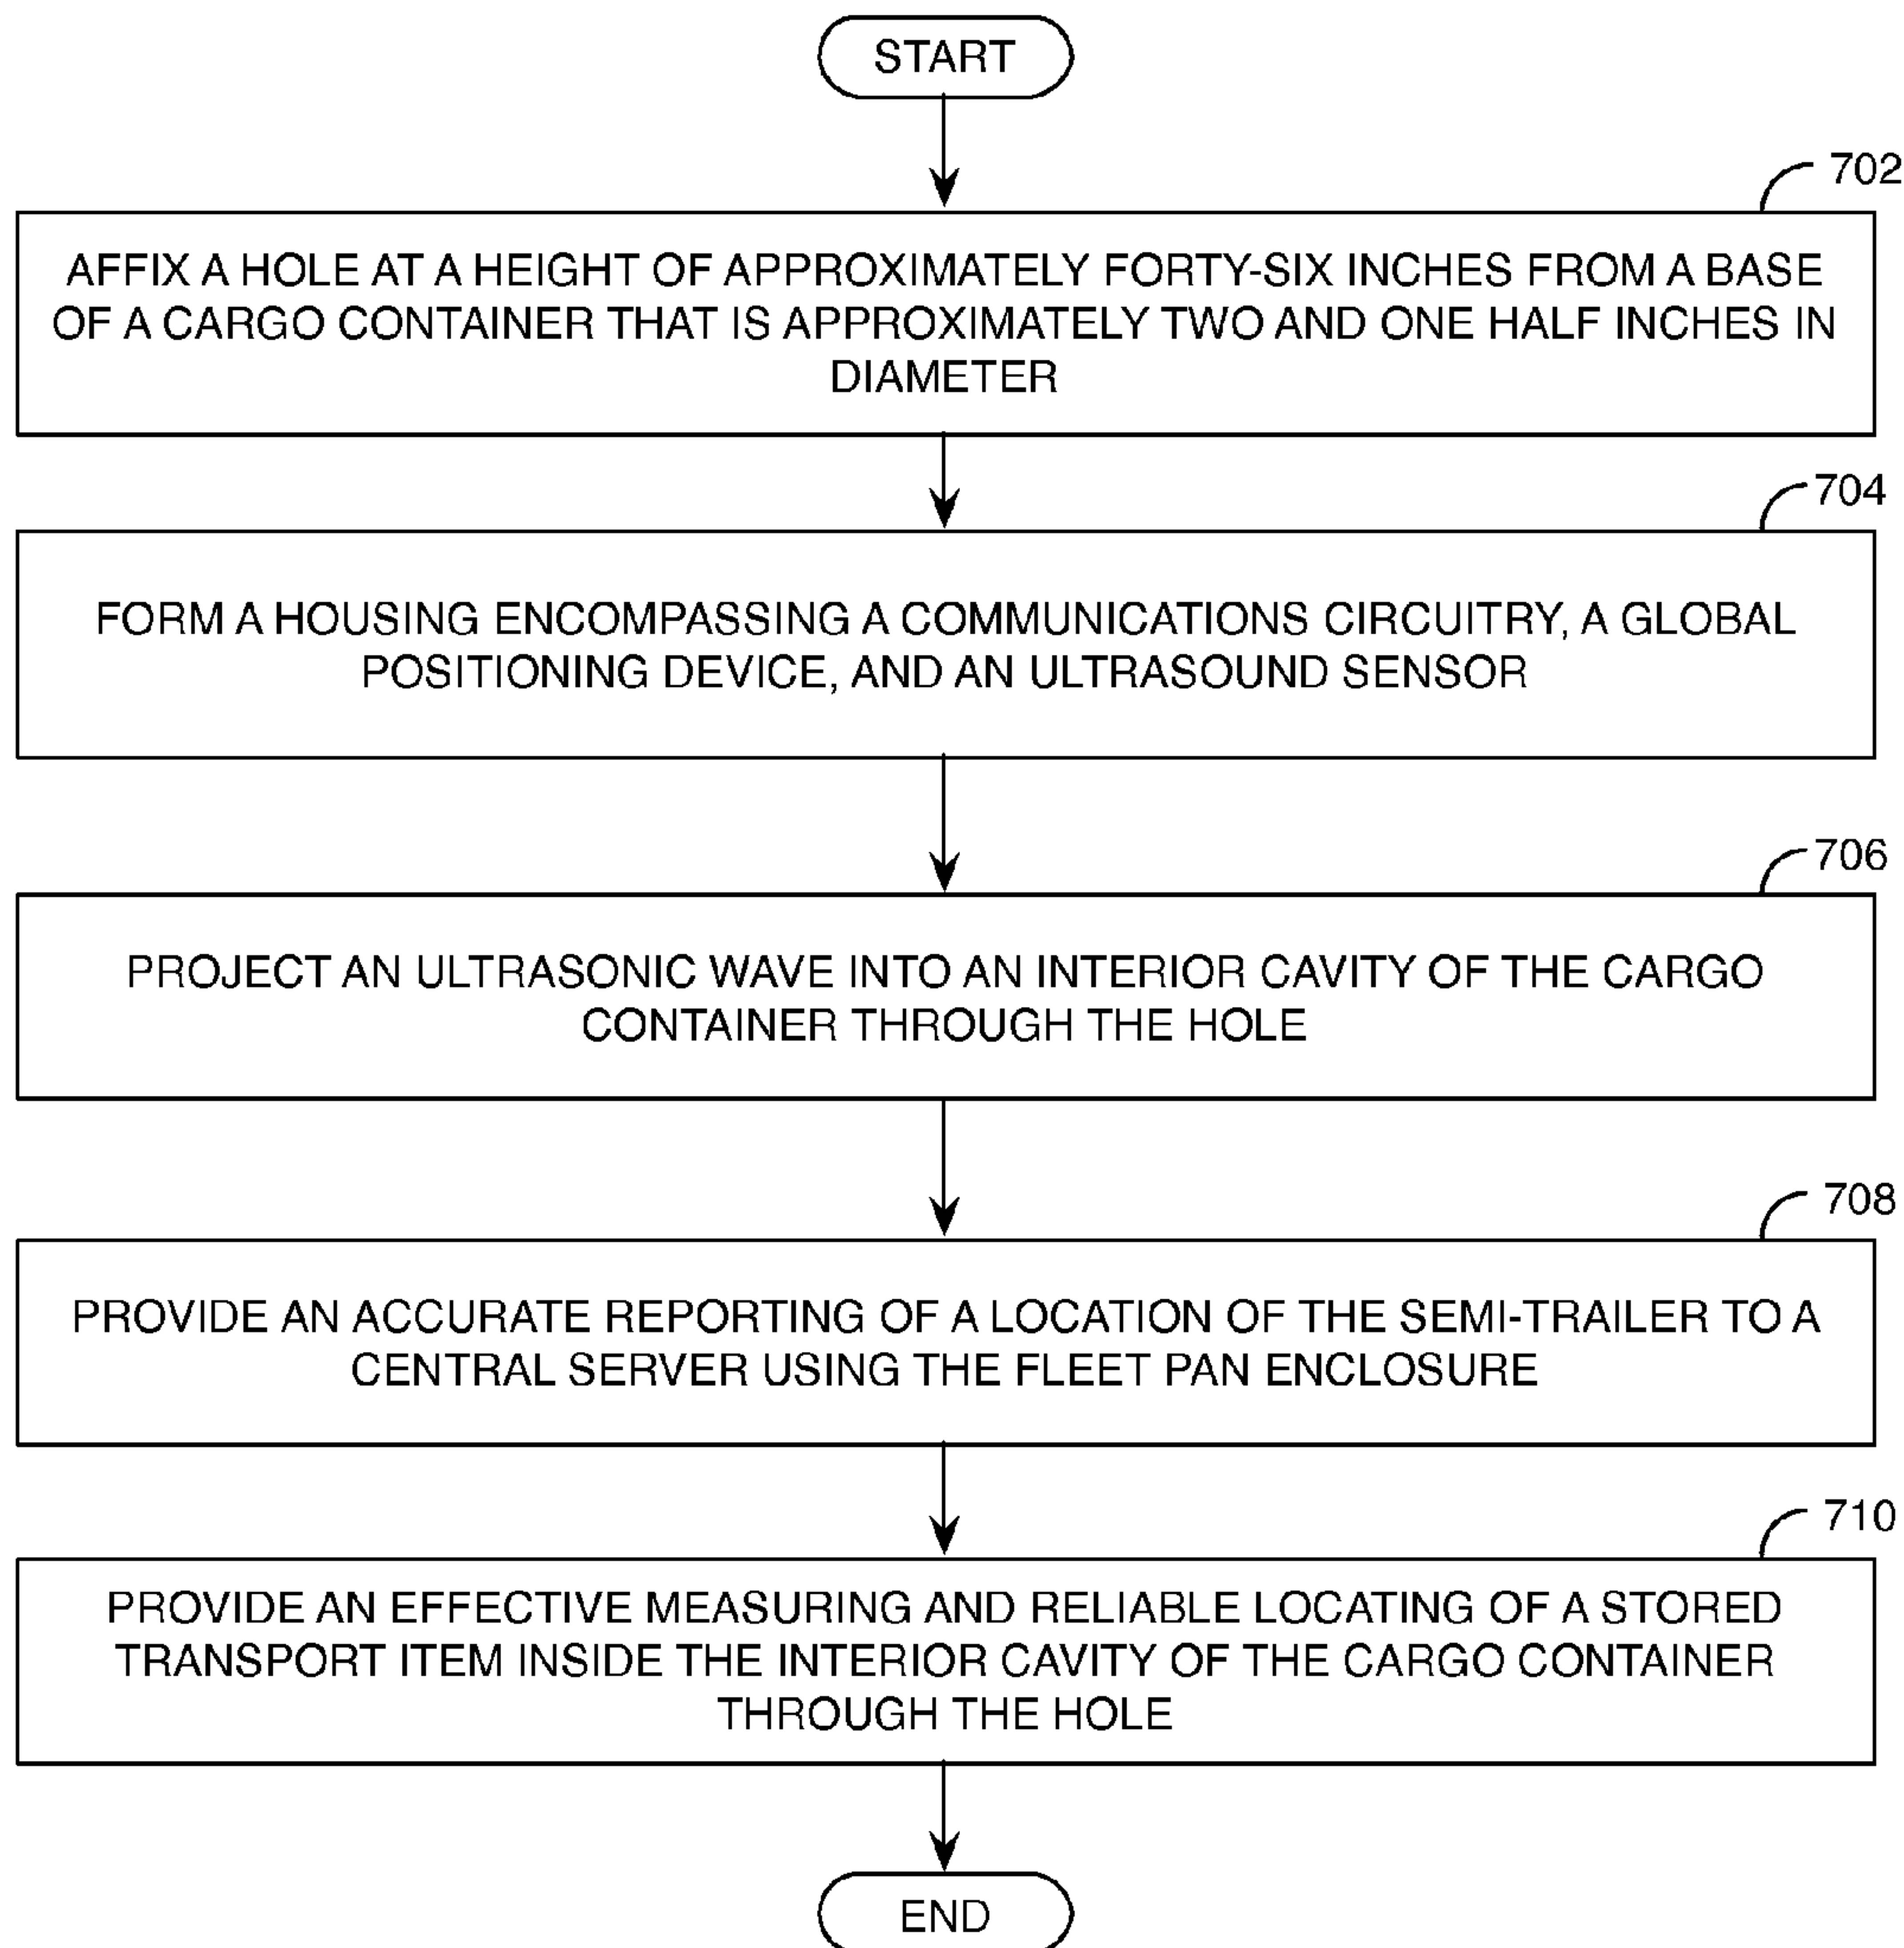 START
702
AFFIX A HOLE AT A HEIGHT OF APPROXIMATELY FORTY-SIX INCHES FROM A BASE
OF A CARGO CONTAINER THAT IS APPROXIMATELY TWO AND ONE HALF INCHES IN
DIAMETER
704
FORM A HOUSING ENCOMPASSING A COMMUNICATIONS CIRCUITRY, A GLOBAL
POSITIONING DEVICE, AND AN ULTRASOUND SENSOR
706
PROJECT AN ULTRASONIC WAVE INTO AN INTERIOR CAVITY OF THE CARGO
CONTAINER THROUGH THE HOLE
708
PROVIDE AN ACCURATE REPORTING OF A LOCATION OF THE SEMI-TRAILER TO A
CENTRAL SERVER USING THE FLEET PAN ENCLOSURE
710
PROVIDE AN EFFECTIVE MEASURING AND RELIABLE LOCATING OF A STORED
TRANSPORT ITEM INSIDE THE INTERIOR CAVITY OF THE CARGO CONTAINER
THROUGH THE HOLE
END